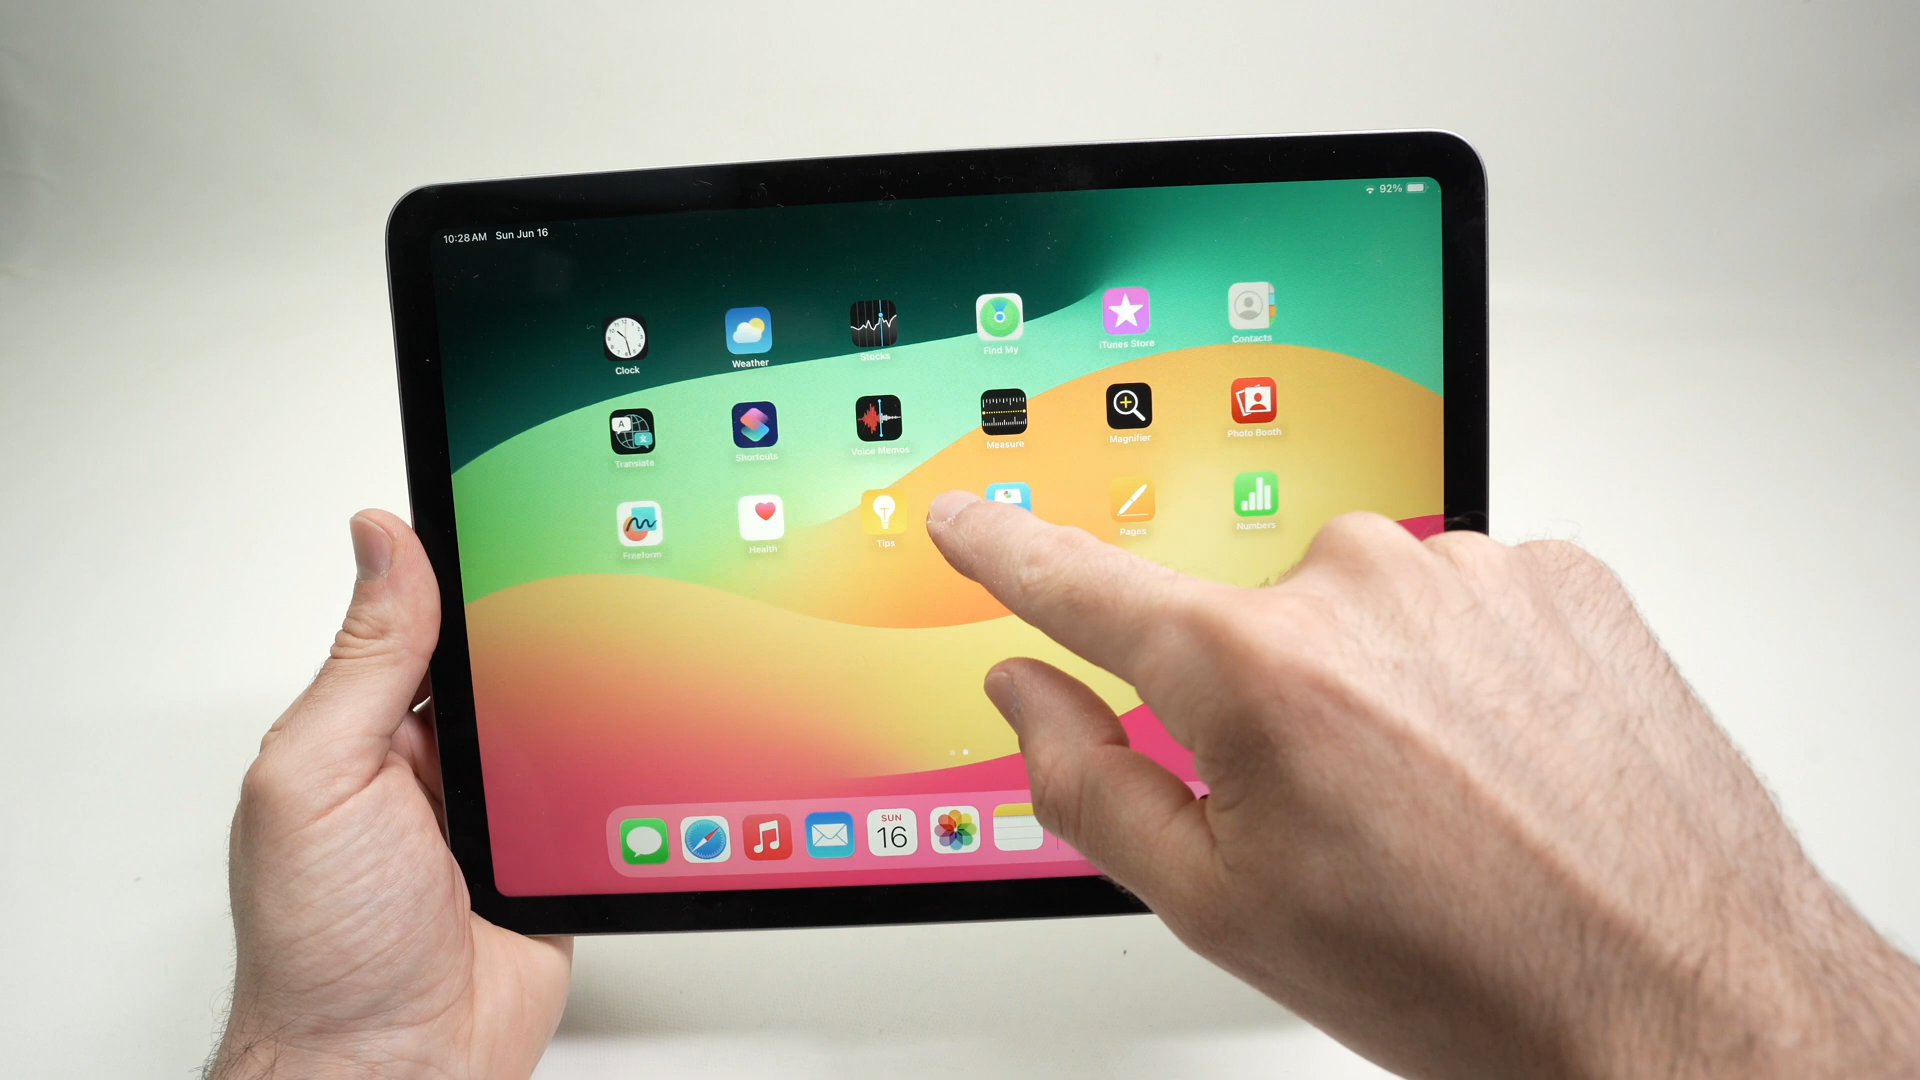 10:28 AM Sun Jun 16
92%
Clock
Weather
Stocks
Find My
iTunes Store
Contacts
Translate
Shortcuts
Voice Memos
Measure
Magnifier
Photo Booth
Freeform
Health
Tips
Pages
Numbers
SUN
16